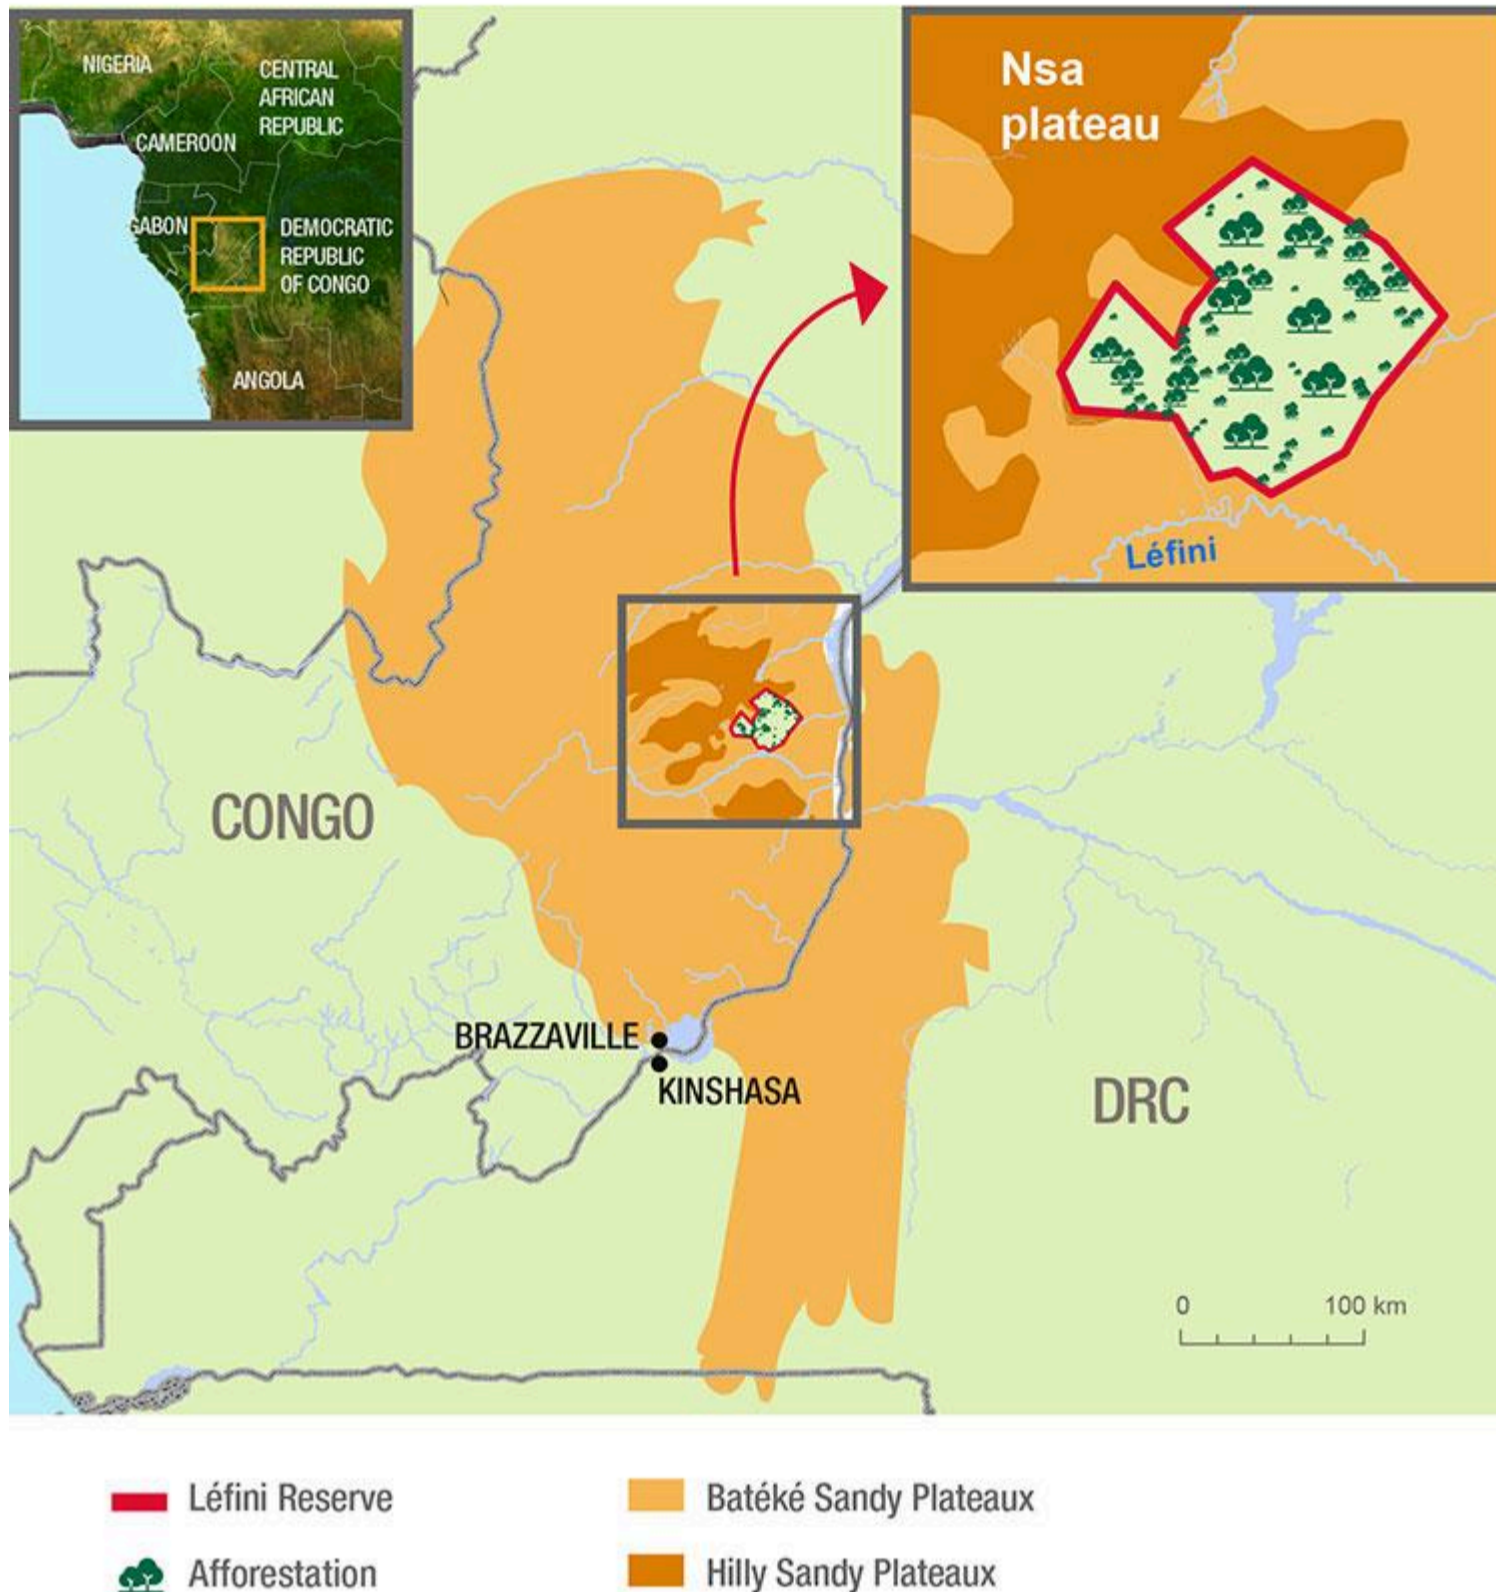 NIGERIA
CENTRAL
AFRICAN
REPUBLIC
CAMEROON
GABON
DEMOCRATIC
REPUBLIC
OF CONGO
ANGOLA
Nsa
plateau
Léfini
CONGO
BRAZZAVILLE
KINSHASA
DRC
0 100 km
Léfini Reserve
Batéké Sandy Plateaux
Afforestation
Hilly Sandy Plateaux